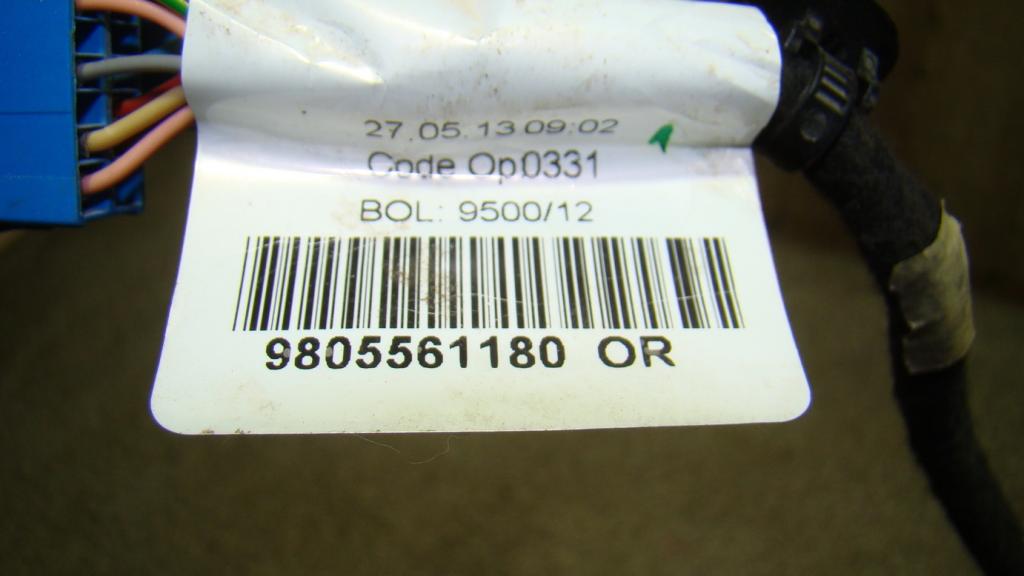 27.05.13 09:02
Code Op0331
BOL: 9500/12
9805561180 OR